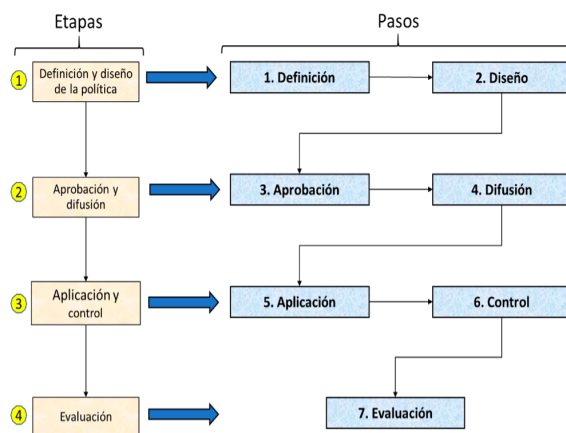 Etapas
Pasos
1
Definición y diseño
de la política
1. Definición
2. Diseño
2
Aprobación y
difusión
3. Aprobación
4. Difusión
3
Aplicación y
control
5. Aplicación
6. Control
4
Evaluación
7. Evaluación